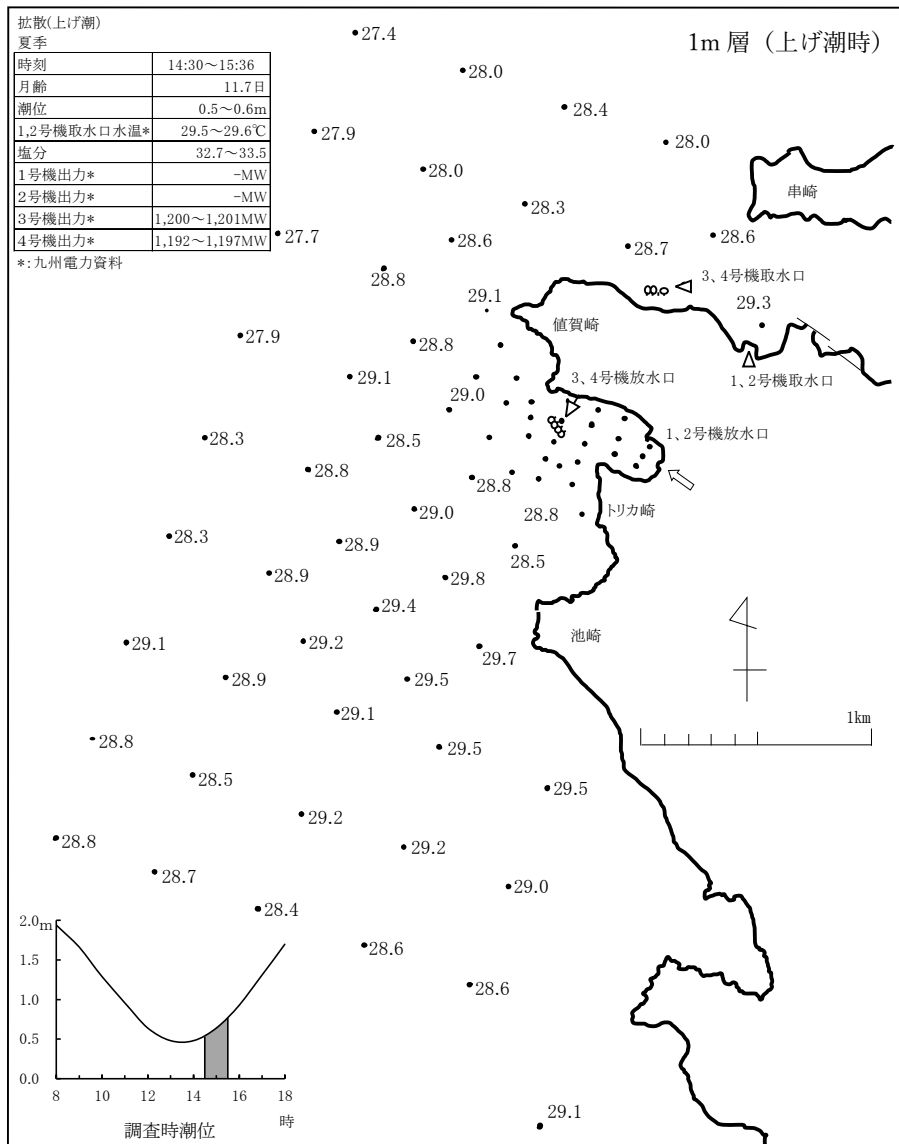 拡散(上げ潮)
夏季
時刻 14:30～15:36
月齢 11.7日
潮位 0.5～0.6m
1,2号機取水口水温* 29.5～29.6℃
塩分 32.7～33.5
1号機出力* -MW
2号機出力* -MW
3号機出力* 1,200～1,201MW
4号機出力* 1,192～1,197MW
*:九州電力資料
1m 層（上げ潮時）
27.4
28.0
28.4
27.9
28.0
28.0
串崎
28.3
27.7
28.6
28.7
28.6
28.8
3、4号機取水口
29.1
29.3
値賀崎
27.9
28.8
29.1
3、4号機放水口
1、2号機取水口
29.0
28.3
28.5
1、2号機放水口
28.8
28.8
29.0
28.8
トリカ崎
28.3
28.9
28.5
28.9
29.8
29.4
29.1
29.2
29.7
池崎
28.9
29.5
29.1
1km
28.8
29.5
28.5
29.5
29.2
28.8
29.2
28.7
29.0
28.4
28.6
28.6
29.1
2.0m
1.5
1.0
0.5
0.0
8 10 12 14 16 18
時
調査時潮位